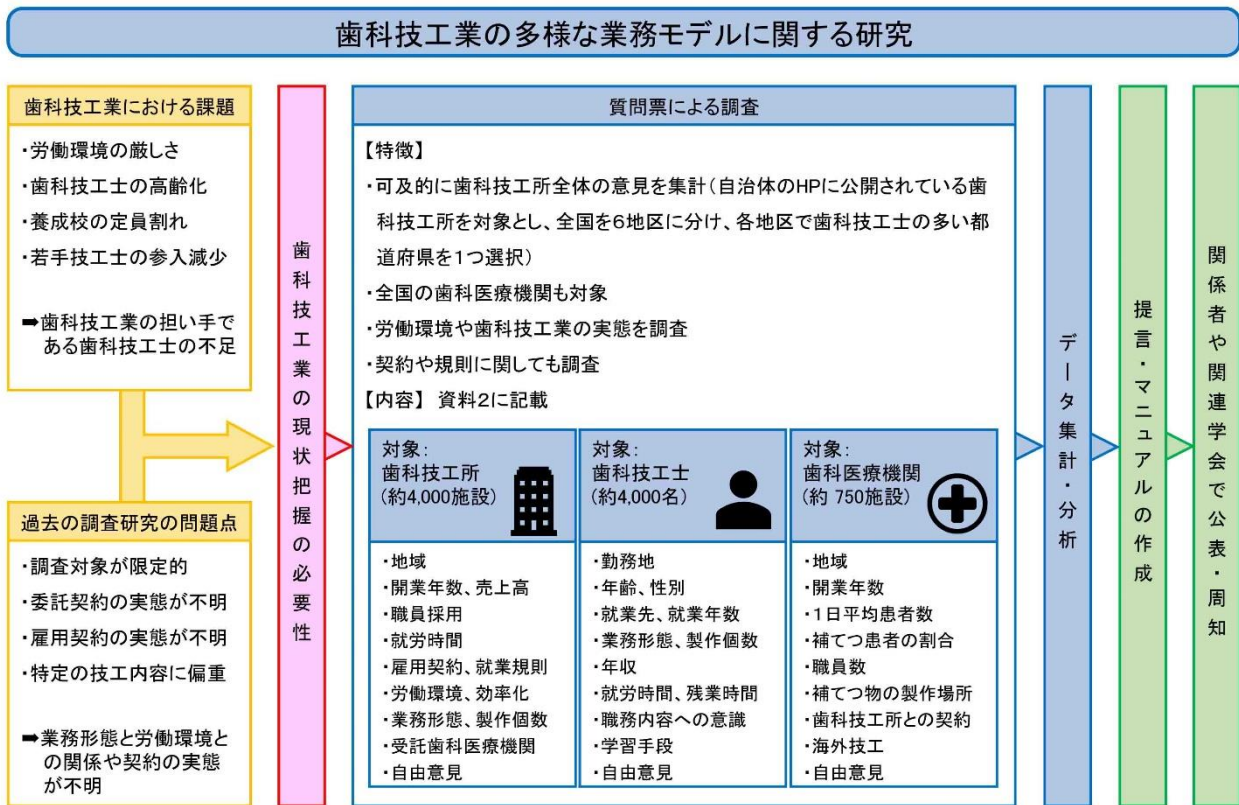 歯科技工業の多様な業務モデルに関する研究
歯科技工業における課題
・労働環境の厳しさ
・歯科技工士の高齢化
・養成校の定員割れ
・若手技工士の参入減少
➡歯科技工業の担い手で
ある歯科技工士の不足
過去の調査研究の問題点
・調査対象が限定的
・委託契約の実態が不明
・雇用契約の実態が不明
・特定の技工内容に偏重
➡業務形態と労働環境と
の関係や契約の実態
が不明
歯科技工業の現状把握の必要性
質問票による調査
【特徴】
・可及的に歯科技工所全体の意見を集計（自治体のHPに公開されている歯
科技工所を対象とし、全国を6地区に分け、各地区で歯科技工士の多い都
道府県を1つ選択）
・全国の歯科医療機関も対象
・労働環境や歯科技工業の実態を調査
・契約や規則に関しても調査
【内容】 資料2に記載
対象：
歯科技工所
（約4,000施設）
・地域
・開業年数、売上高
・職員採用
・就労時間
・雇用契約、就業規則
・労働環境、効率化
・業務形態、製作個数
・受託歯科医療機関
・自由意見
対象：
歯科技工士
（約4,000名）
・勤務地
・年齢、性別
・就業先、就業年数
・業務形態、製作個数
・年収
・就労時間、残業時間
・職務内容への意識
・学習手段
・自由意見
対象：
歯科医療機関
（約 750施設）
・地域
・開業年数
・1日平均患者数
・補てつ患者の割合
・職員数
・補てつ物の製作場所
・歯科技工所との契約
・海外技工
・自由意見
データ集計・分析
提言・マニュアルの作成
関係者や関連学会で公表・周知